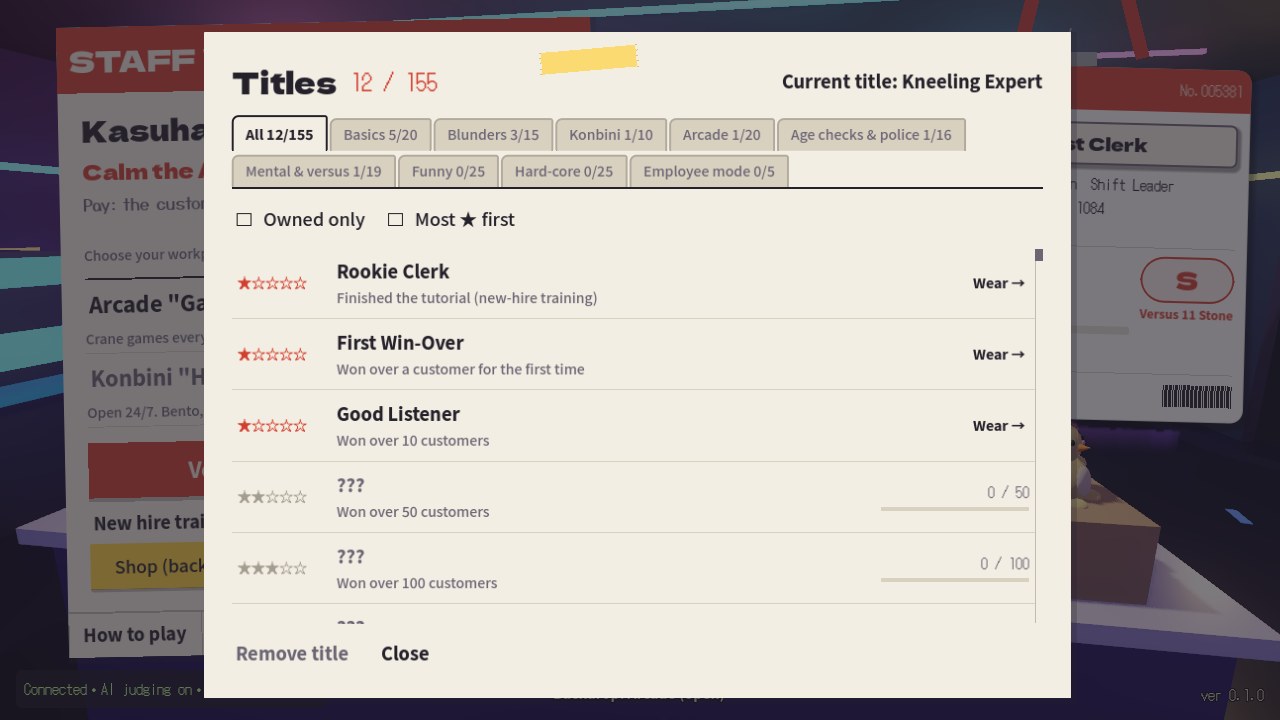 STAFF
Kasuha
Calm the
Pay: the custor
Choose your workp
Arcade "Ga
Crane games every
Konbini "H
Open 24/7. Bento,
New hire trai
Shop (back
How to play
Connected • AI judging on •
Titles 12 / 155
Current title: Kneeling Expert
All 12/155
Basics 5/20
Blunders 3/15
Konbini 1/10
Arcade 1/20
Age checks & police 1/16
Mental & versus 1/19
Funny 0/25
Hard-core 0/25
Employee mode 0/5
☐ Owned only ☐ Most ★ first
★☆☆☆☆ Rookie Clerk
Finished the tutorial (new-hire training)
Wear →
★☆☆☆☆ First Win-Over
Won over a customer for the first time
Wear →
★☆☆☆☆ Good Listener
Won over 10 customers
Wear →
★★☆☆☆ ???
Won over 50 customers
0 / 50
★★★☆☆ ???
Won over 100 customers
0 / 100
???
Remove title
Close
No. 005381
st Clerk
Shift Leader
1084
S
Versus 11 Stone
ver 0.1.0